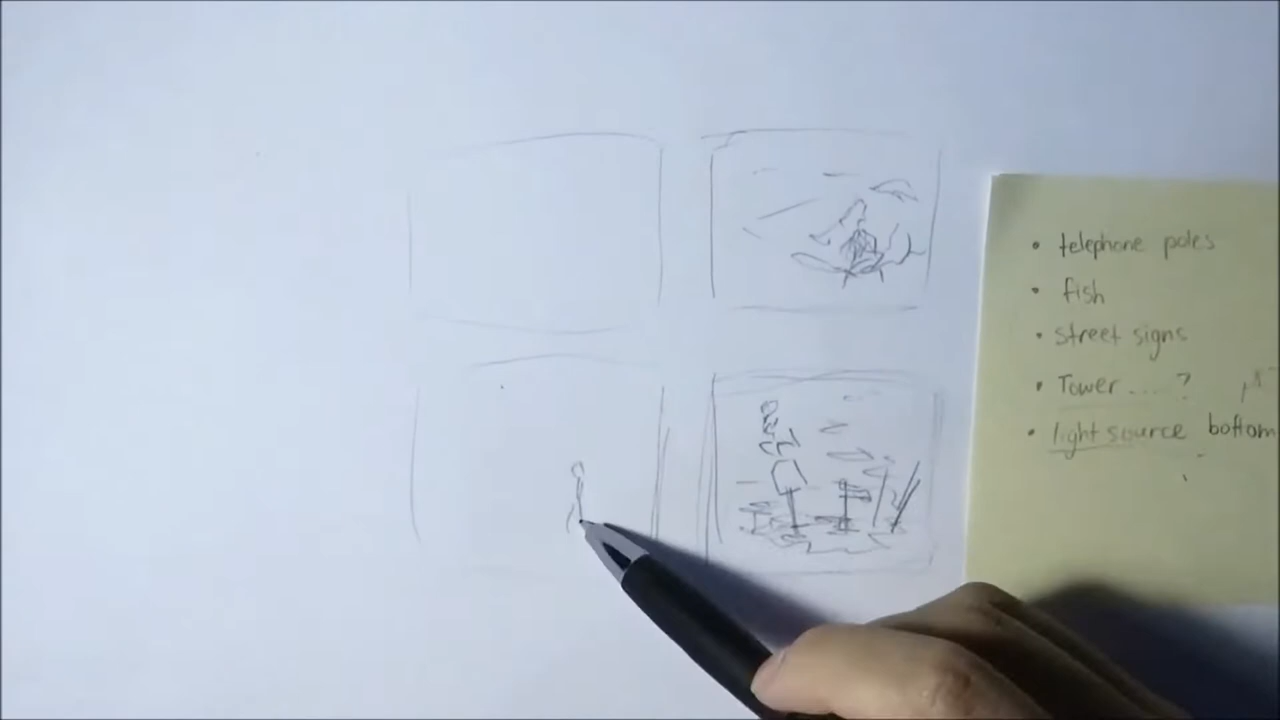 • telephone poles
• fish
• street signs
• Tower ....?
• light source bottom